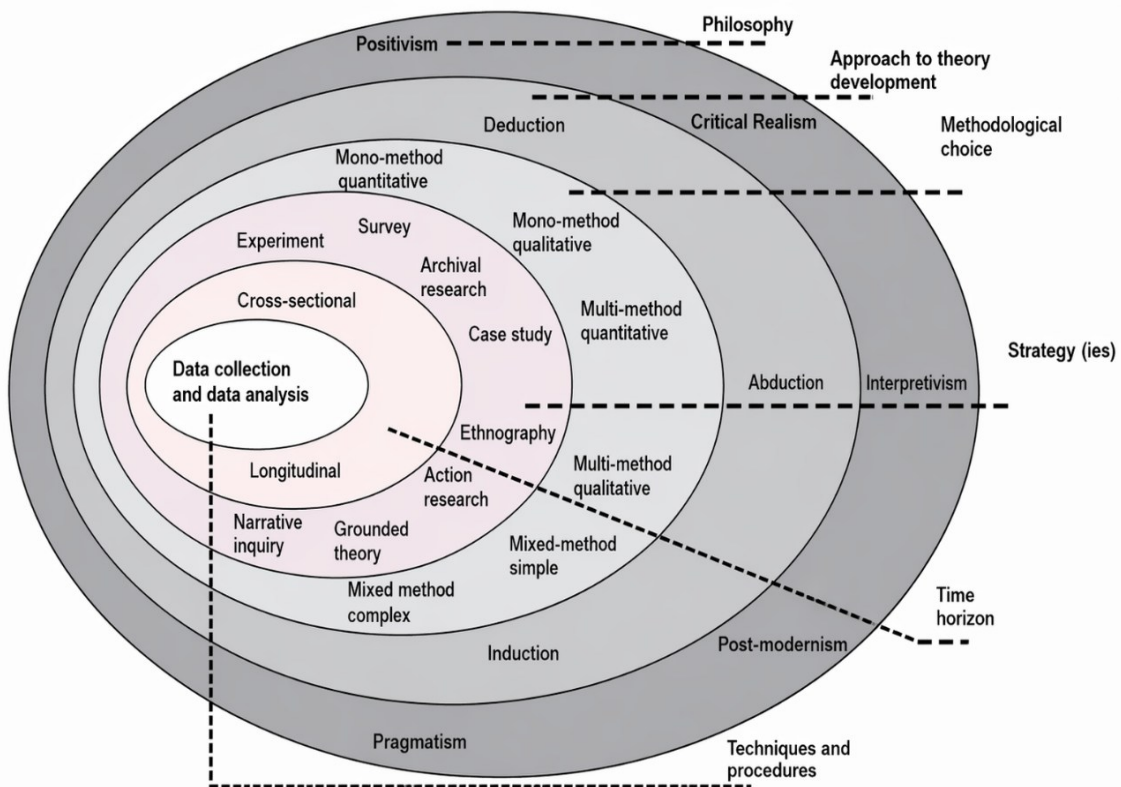 Philosophy
Positivism
Approach to theory
development
Critical Realism
Deduction
Methodological
choice
Mono-method
quantitative
Mono-method
qualitative
Survey
Experiment
Archival
research
Cross-sectional
Multi-method
quantitative
Case study
Strategy (ies)
Data collection
and data analysis
Abduction
Interpretivism
Ethnography
Longitudinal
Action
research
Multi-method
qualitative
Narrative
inquiry
Grounded
theory
Mixed-method
simple
Mixed method
complex
Time
horizon
Induction
Post-modernism
Pragmatism
Techniques and
procedures